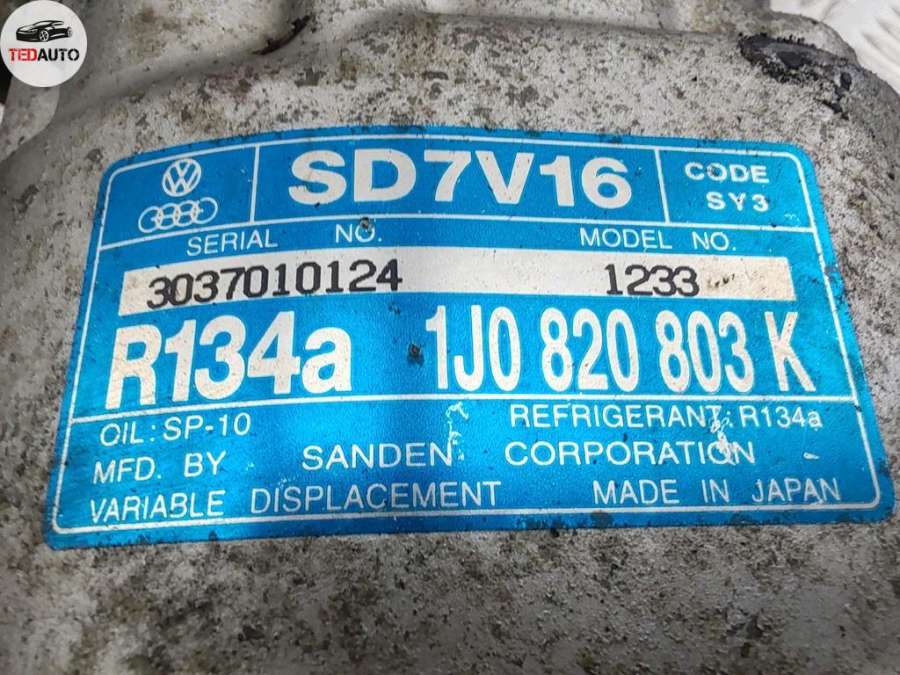 TEDAUTO
SD7V16
CODE
SY3
SERIAL NO. MODEL NO.
3037010124 1233
R134a 1J0 820 803 K
OIL: SP-10 REFRIGERANT: R134a
MFD. BY SANDEN CORPORATION
VARIABLE DISPLACEMENT MADE IN JAPAN